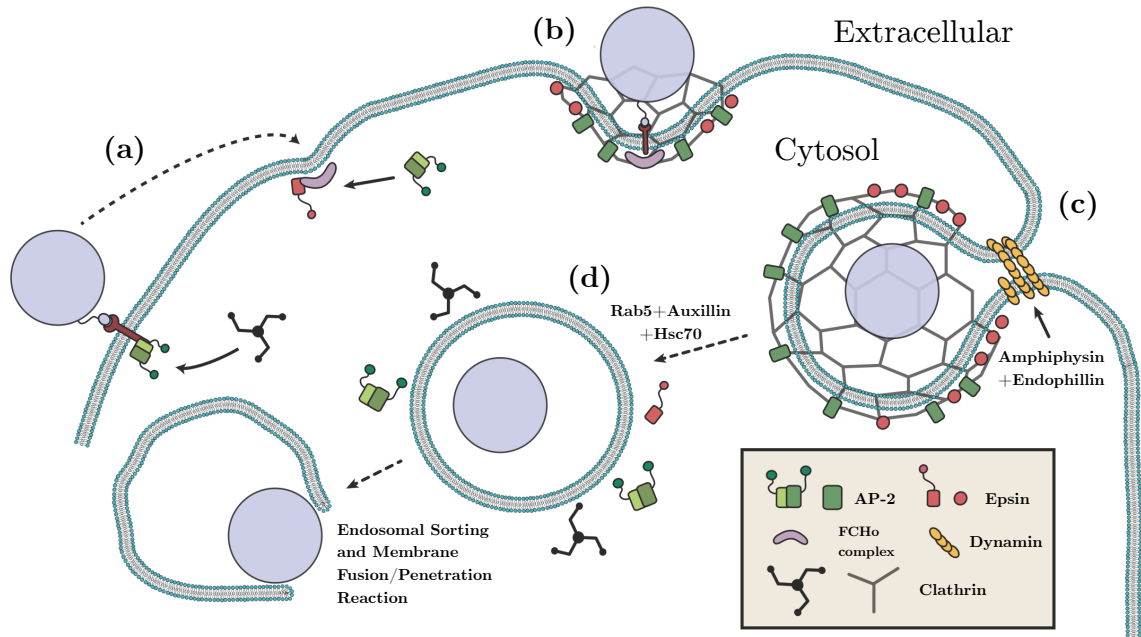 (b)
Extracellular
(a)
Cytosol
(c)
(d)
Rab5+Auxillin
+Hsc70
Amphiphysin
+Endophillin
Endosomal Sorting
and Membrane
Fusion/Penetration
Reaction
AP-2
Epsin
FCHo
complex
Dynamin
Clathrin